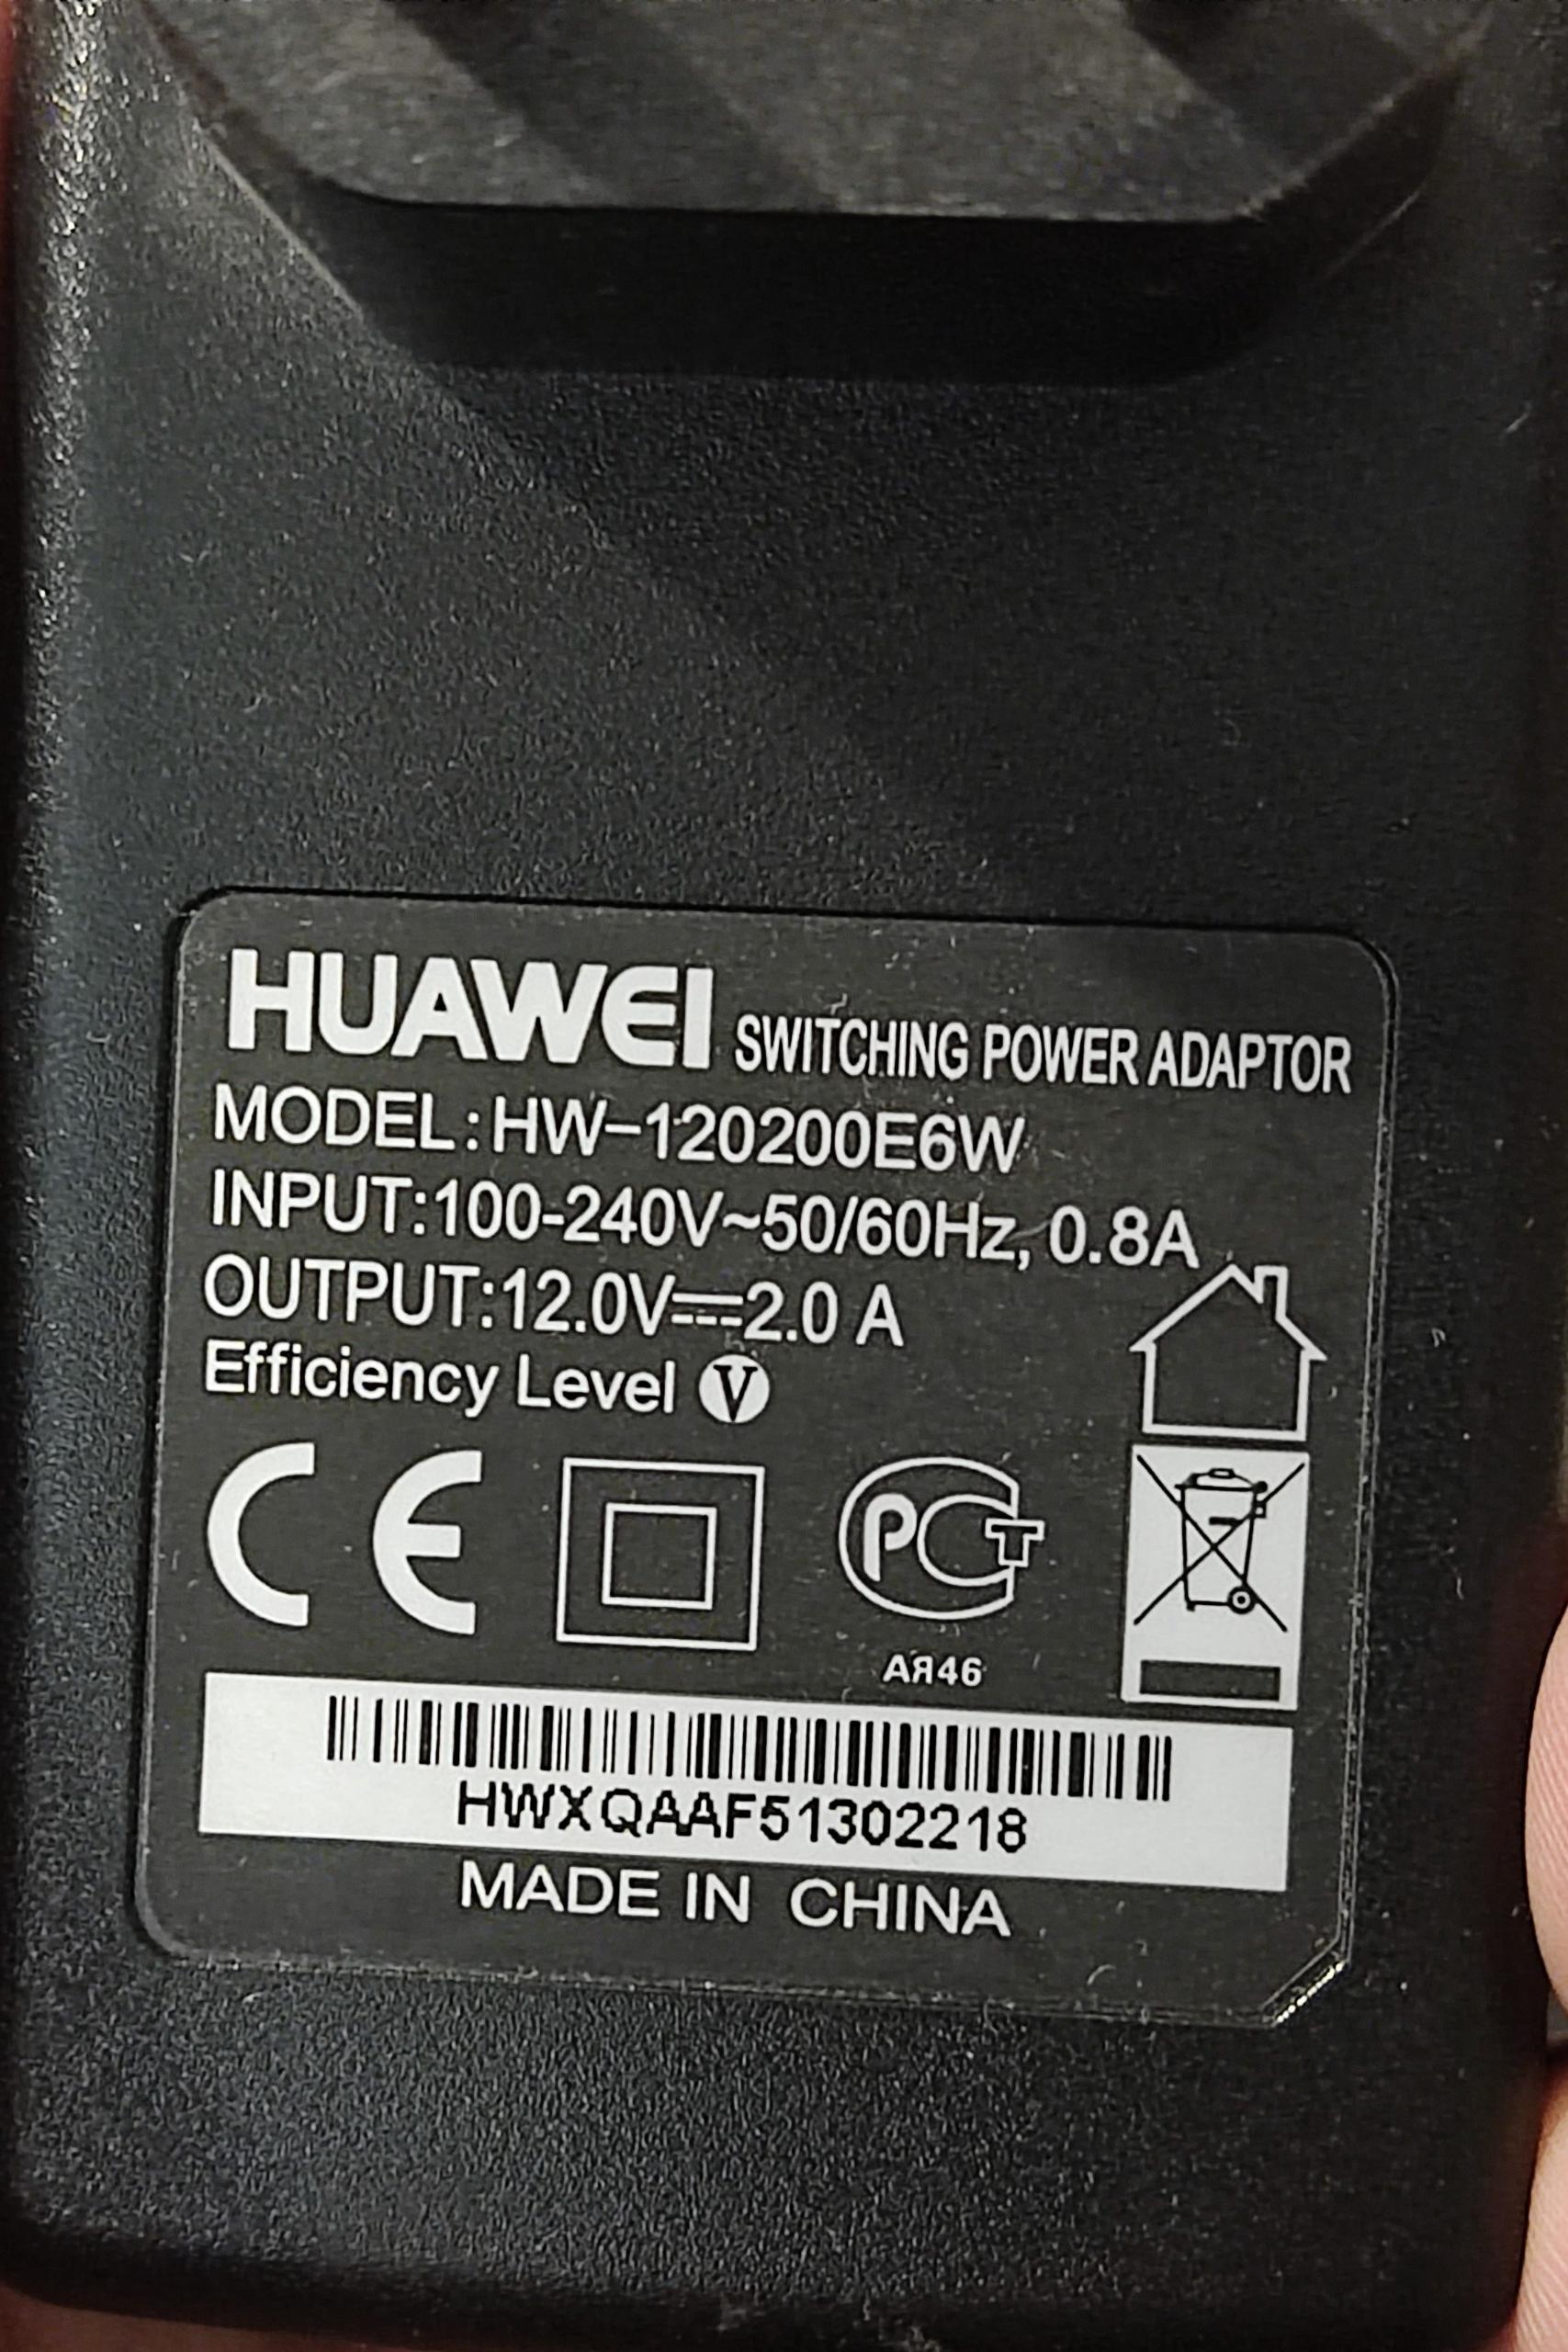 HUAWEI SWITCHING POWER ADAPTOR
MODEL:HW-120200E6W
INPUT:100-240V~50/60Hz, 0.8A
OUTPUT:12.0V⎓2.0 A
Efficiency Level V
CE PCT
АЯ46
HWXQAAF51302218
MADE IN CHINA